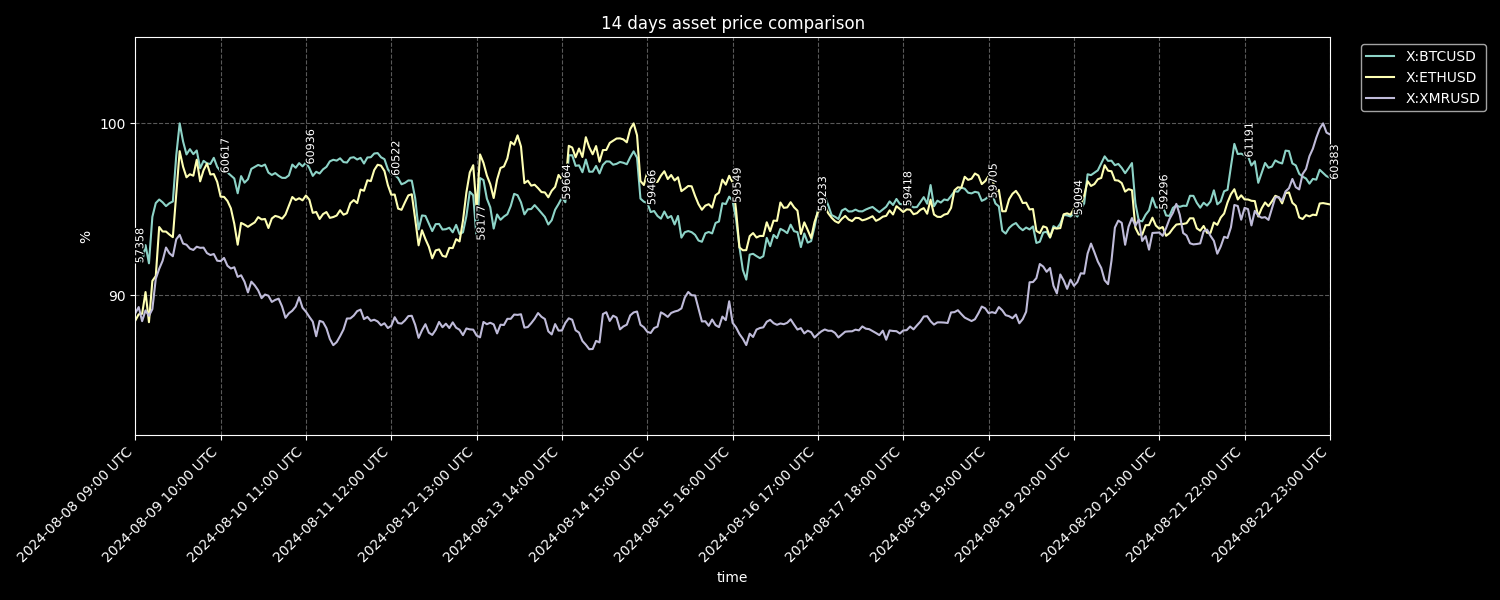 14 days asset price comparison
X:BTCUSD
X:ETHUSD
X:XMRUSD
%
100
90
57358
60617
60936
60522
58177
59664
59466
59549
59233
59418
59705
59094
59296
61191
60383
2024-08-08 09:00 UTC
2024-08-09 10:00 UTC
2024-08-10 11:00 UTC
2024-08-11 12:00 UTC
2024-08-12 13:00 UTC
2024-08-13 14:00 UTC
2024-08-14 15:00 UTC
2024-08-15 16:00 UTC
2024-08-16 17:00 UTC
2024-08-17 18:00 UTC
2024-08-18 19:00 UTC
2024-08-19 20:00 UTC
2024-08-20 21:00 UTC
2024-08-21 22:00 UTC
2024-08-22 23:00 UTC
time